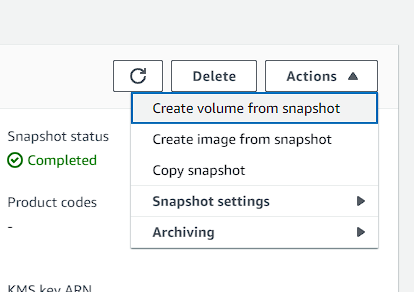 Delete
Actions
Create volume from snapshot
Create image from snapshot
Copy snapshot
Snapshot settings
Archiving
Snapshot status
Completed
Product codes
-
KMS key ARN